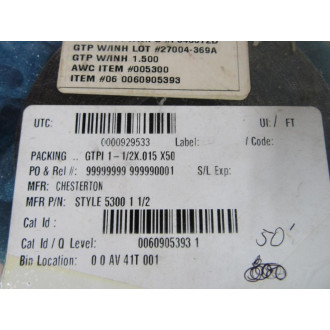 GTP W/INH LOT #27004-369A
GTP W/INH 1.500
AWC ITEM #005300
ITEM #06 0060905393
UTC: UI: / FT
0000929533 Label: / Code:
PACKING .. GTPI 1-1/2X.015 X50
PO & Rel #: 99999999 999990001 S/L Exp:
MFR: CHESTERTON
MFR P/N: STYLE 5300 1 1/2
Cat Id :
Cat Id / Q Level: 0060905393 1
Bin Location: 0 0 AV 41T 001
50'